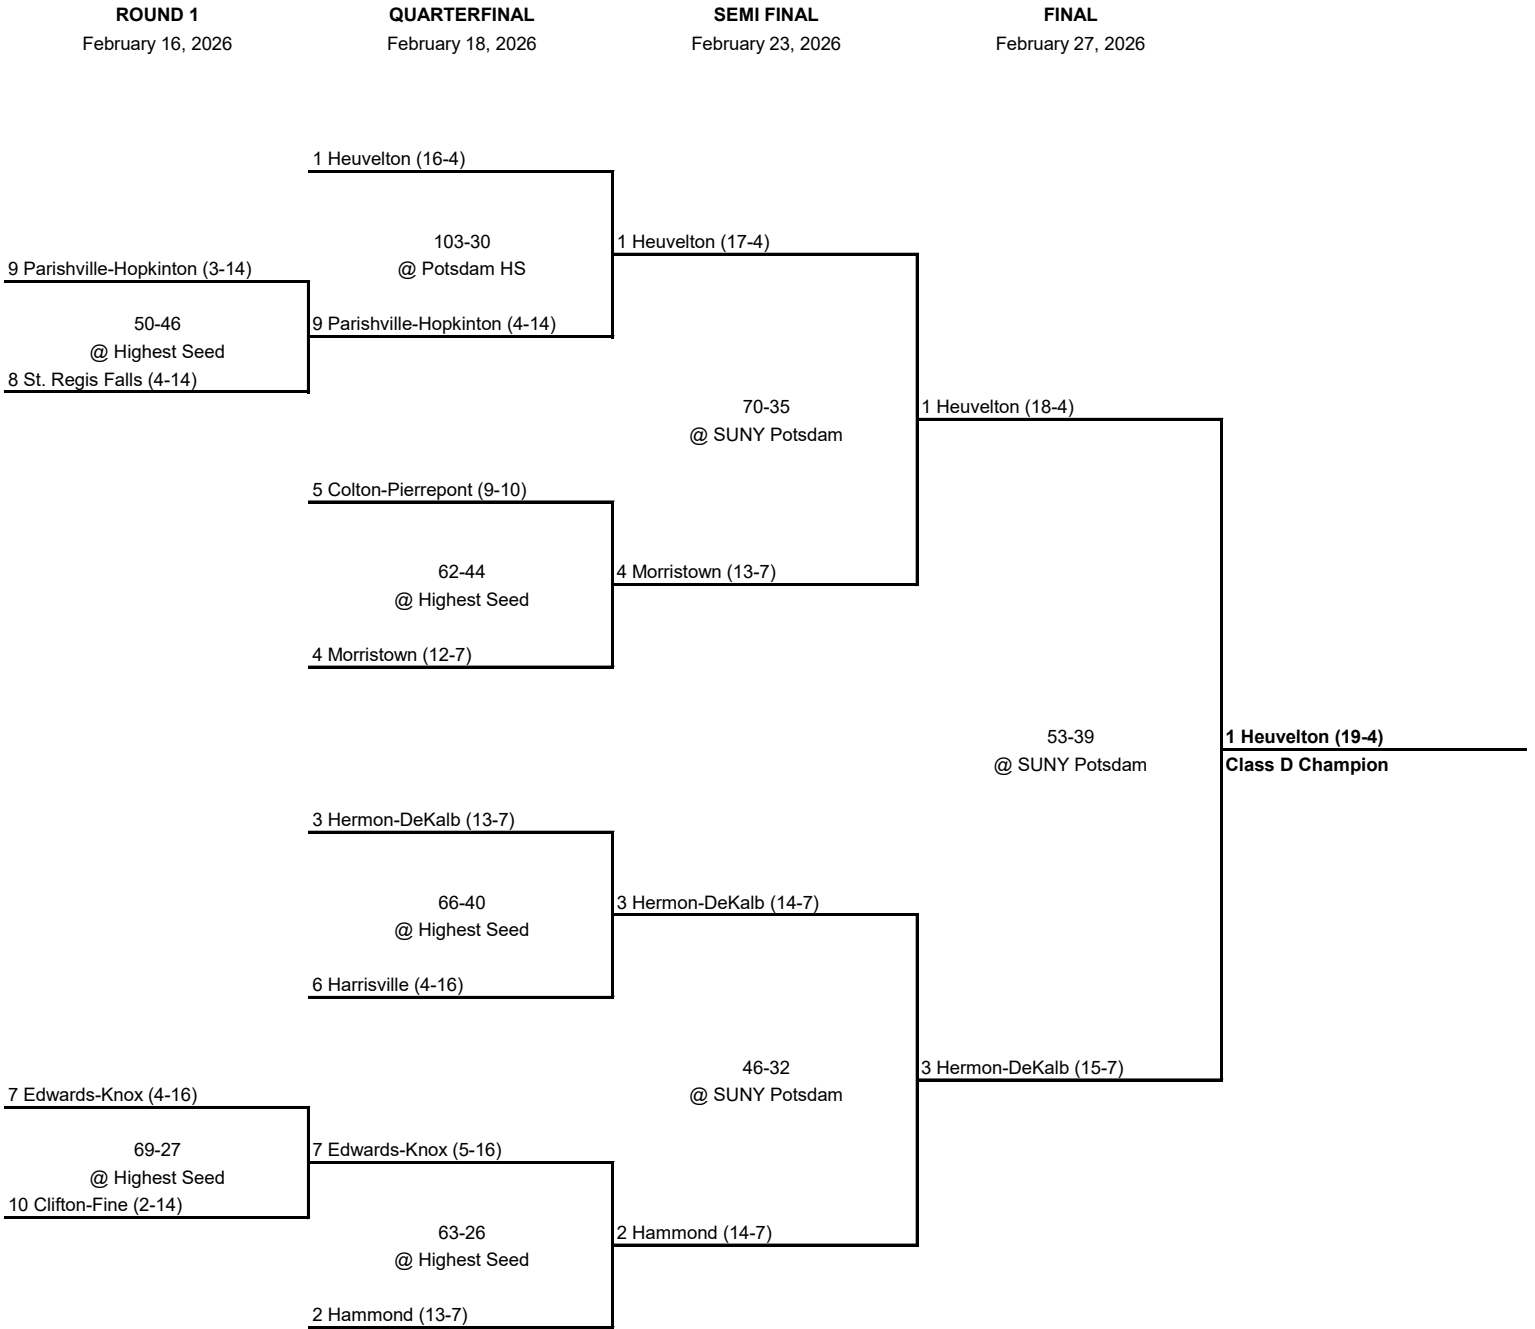 ROUND 1
QUARTERFINAL
SEMI FINAL
FINAL
February 16, 2026
February 18, 2026
February 23, 2026
February 27, 2026
1 Heuvelton (16-4)
103-30
@ Potsdam HS
1 Heuvelton (17-4)
9 Parishville-Hopkinton (3-14)
50-46
@ Highest Seed
9 Parishville-Hopkinton (4-14)
8 St. Regis Falls (4-14)
70-35
@ SUNY Potsdam
1 Heuvelton (18-4)
5 Colton-Pierrepont (9-10)
62-44
@ Highest Seed
4 Morristown (13-7)
4 Morristown (12-7)
53-39
@ SUNY Potsdam
1 Heuvelton (19-4)
Class D Champion
3 Hermon-DeKalb (13-7)
66-40
@ Highest Seed
3 Hermon-DeKalb (14-7)
6 Harrisville (4-16)
46-32
@ SUNY Potsdam
3 Hermon-DeKalb (15-7)
7 Edwards-Knox (4-16)
69-27
@ Highest Seed
7 Edwards-Knox (5-16)
10 Clifton-Fine (2-14)
63-26
@ Highest Seed
2 Hammond (14-7)
2 Hammond (13-7)